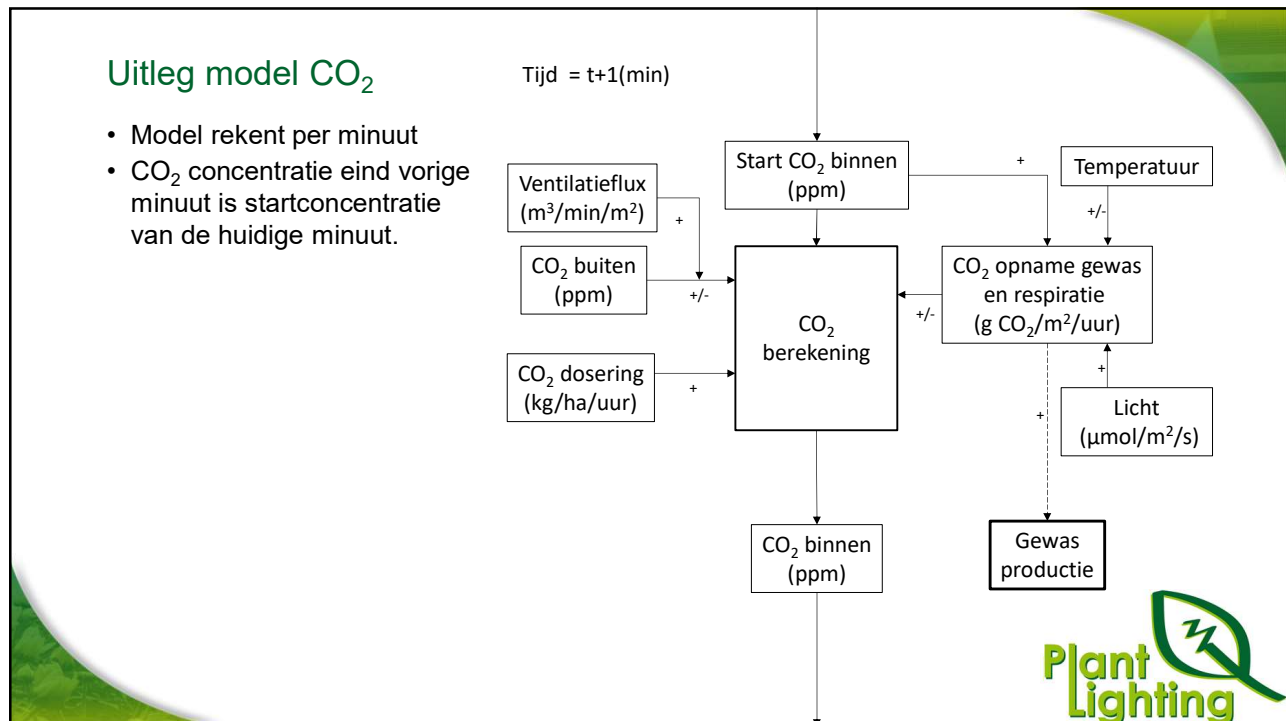 Uitleg model CO₂
• Model rekent per minuut
• CO₂ concentratie eind vorige
minuut is startconcentratie
van de huidige minuut.
Tijd = t+1(min)
Start CO₂ binnen
(ppm)
+
Temperatuur
+/-
Ventilatieflux
(m³/min/m²)
+
CO₂ buiten
(ppm)
+/-
CO₂ dosering
(kg/ha/uur)
+
CO₂
berekening
CO₂ opname gewas
en respiratie
(g CO₂/m²/uur)
+/-
+
Licht
(µmol/m²/s)
+
CO₂ binnen
(ppm)
Gewas
productie
Plant
Lighting